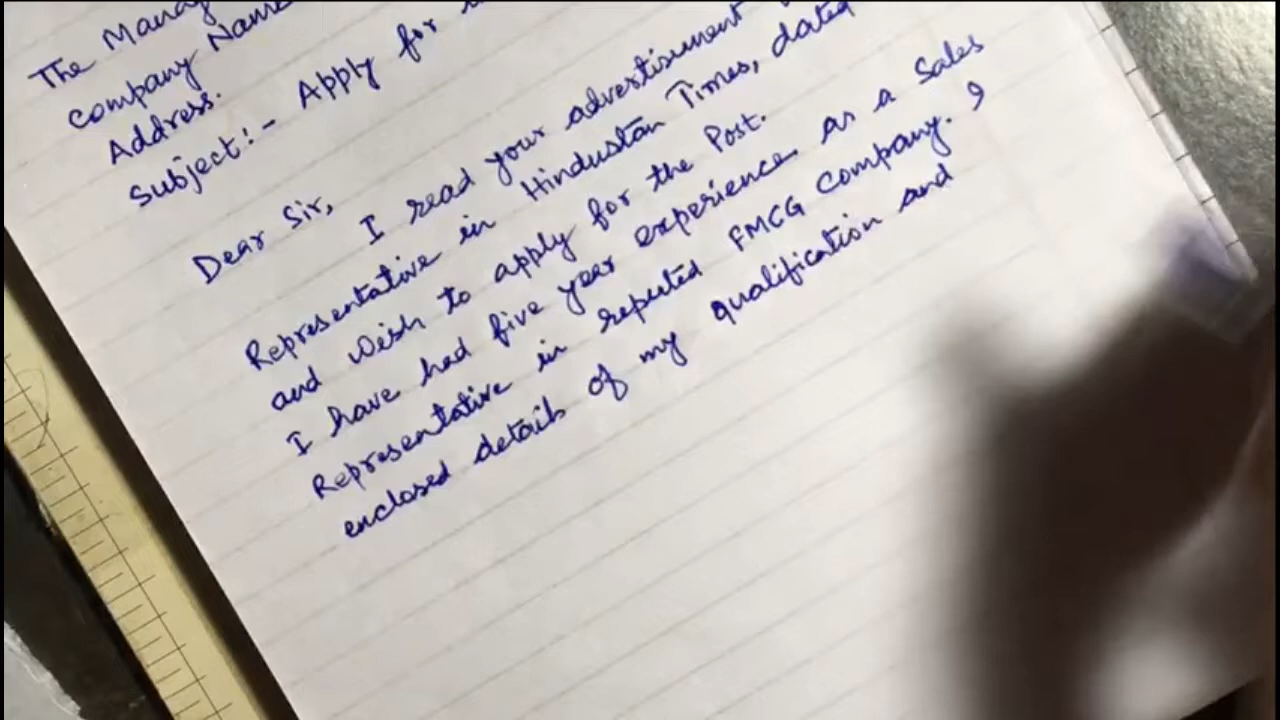 The Manag
Company Name
Address.
Subject:- Apply for
Dear Sir,
I read your advertisement
Representative in Hindustan Times, dated
and wish to apply for the Post.
I have had five year experience as a Sales
Representative in reputed FMCG Company. I
enclosed details of my qualification and